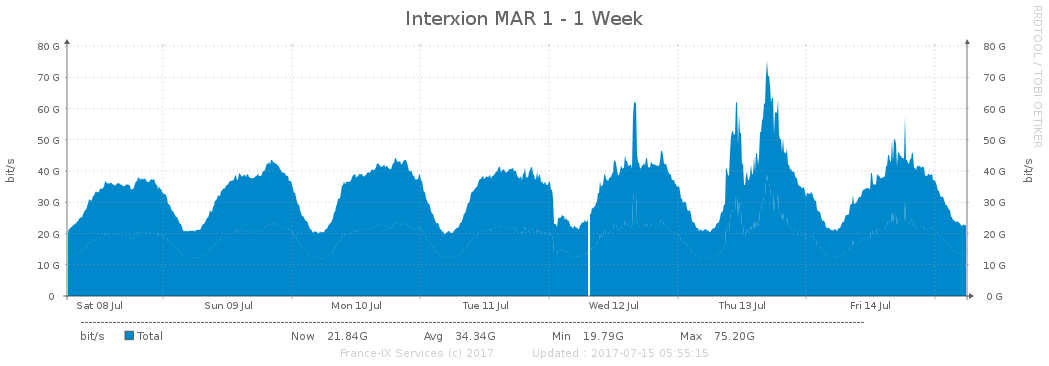 Interxion MAR 1 - 1 Week
RRDTOOL / TOBI OETIKER
bit/s
80 G 80 G
70 G 70 G
60 G 60 G
50 G 50 G
40 G 40 G
30 G 30 G
20 G 20 G
10 G 10 G
0 0 G
bit/s
Sat 08 Jul Sun 09 Jul Mon 10 Jul Tue 11 Jul Wed 12 Jul Thu 13 Jul Fri 14 Jul
bit/s Total Now 21.84G Avg 34.34G Min 19.79G Max 75.20G
France-IX Services (c) 2017 Updated : 2017-07-15 05:55:15